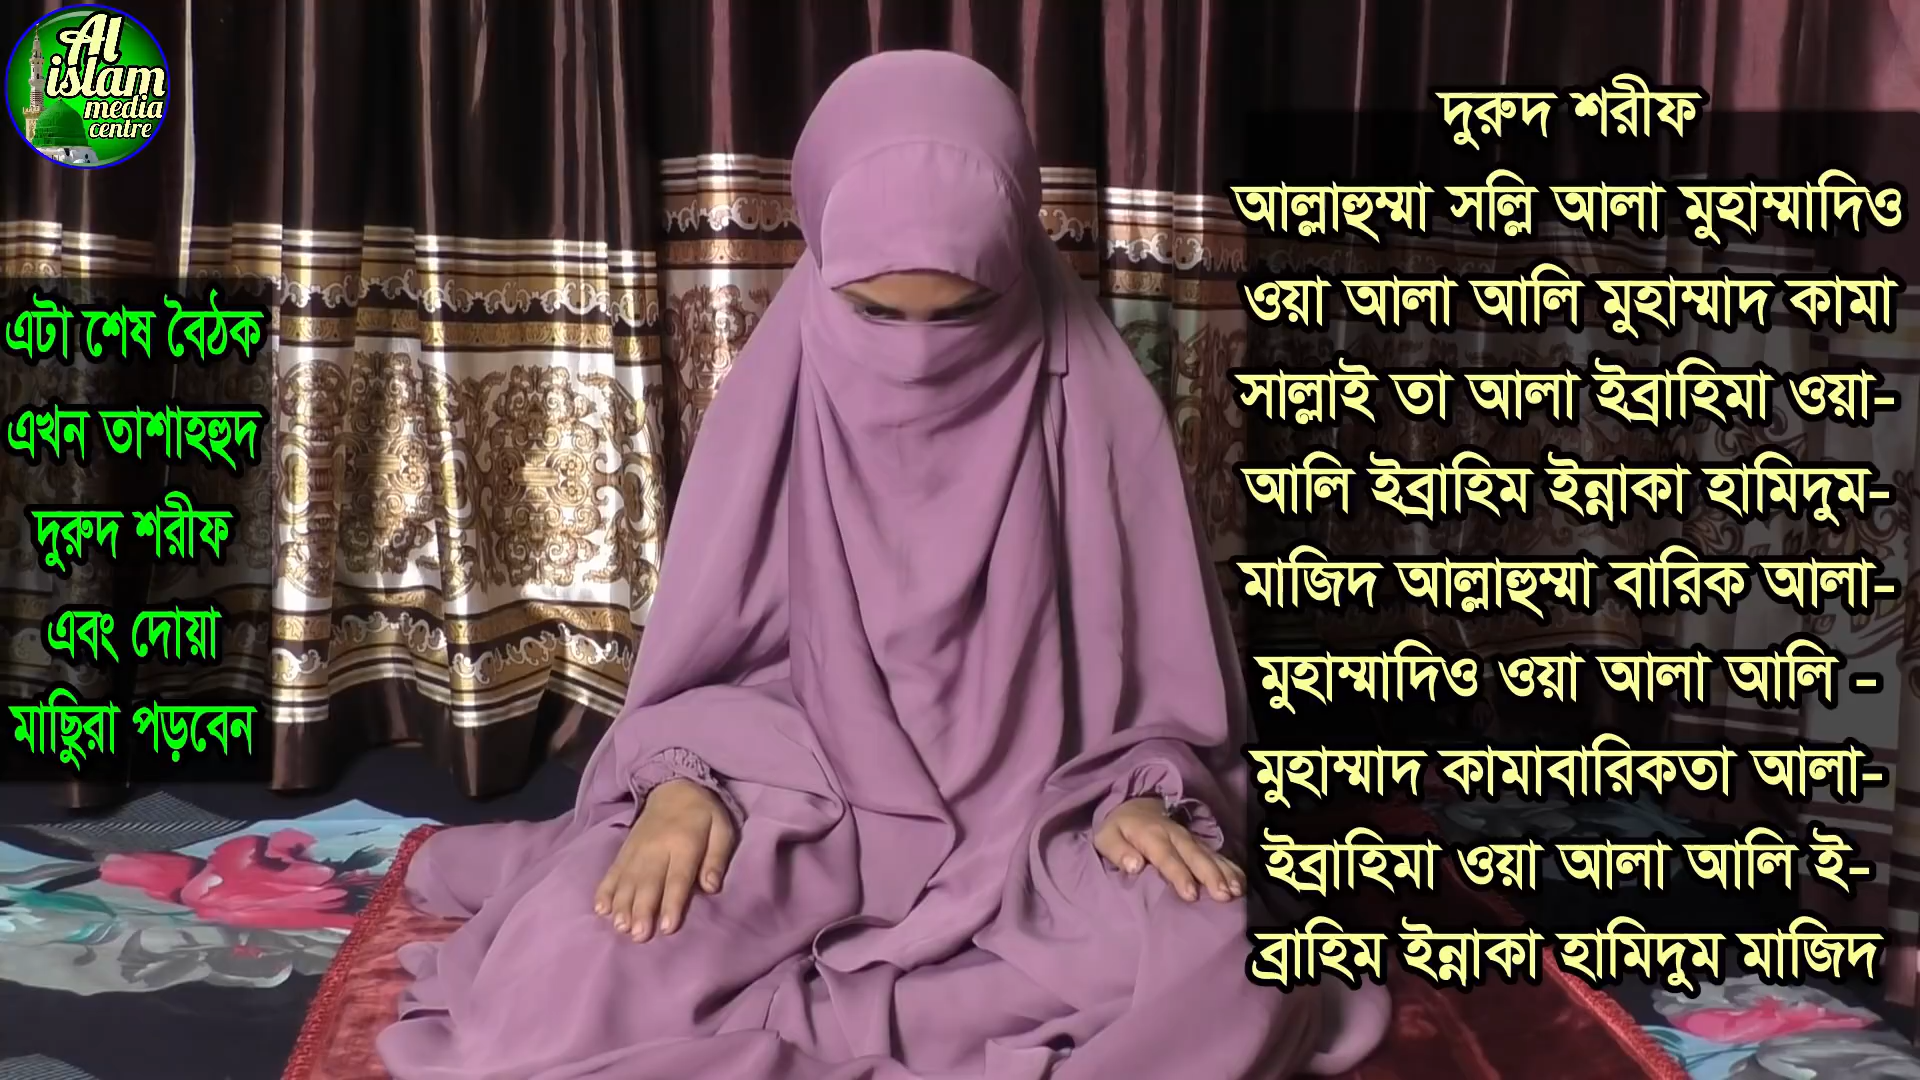 Al
islam
media
centre
এটা শেষ বৈঠক
এখন তাশাহহুদ
দুরুদ শরীফ
এবং দোয়া
মাছুিরা পড়বেন
দুরুদ শরীফ
আল্লাহুম্মা সল্লি আলা মুহাম্মাদিও
ওয়া আলা আলি মুহাম্মাদ কামা
সাল্লাই তা আলা ইব্রাহিমা ওয়া-
আলি ইব্রাহিম ইন্নাকা হামিদুম-
মাজিদ আল্লাহুম্মা বারিক আলা-
মুহাম্মাদিও ওয়া আলা আলি -
মুহাম্মাদ কামাবারিকতা আলা-
ইব্রাহিমা ওয়া আলা আলি ই-
ব্রাহিম ইন্নাকা হামিদুম মাজিদ